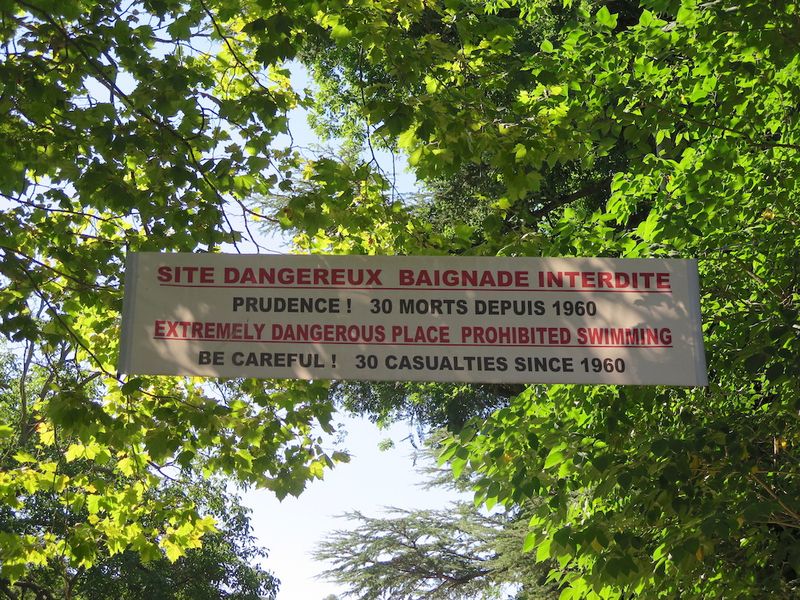 SITE DANGEREUX BAIGNADE INTERDITE
PRUDENCE ! 30 MORTS DEPUIS 1960
EXTREMELY DANGEROUS PLACE PROHIBITED SWIMMING
BE CAREFUL ! 30 CASUALTIES SINCE 1960